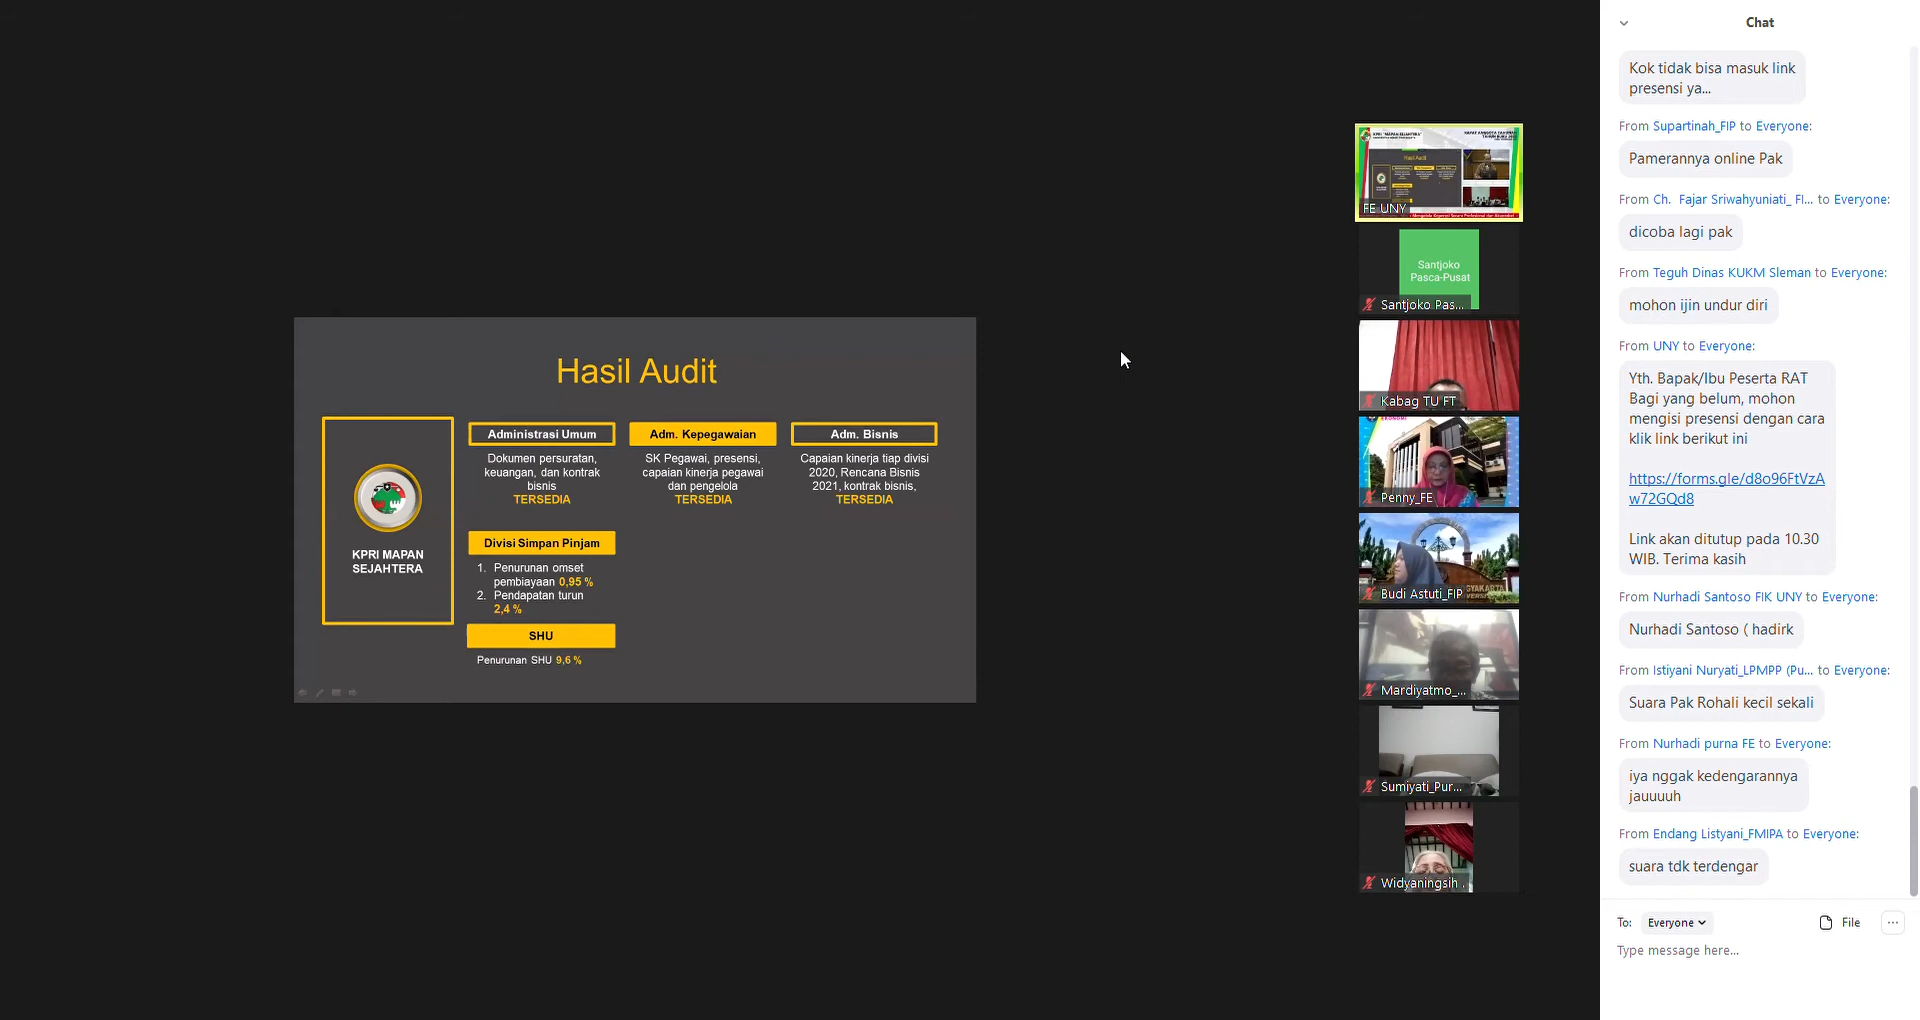 Hasil Audit
KPRI MAPAN
SEJAHTERA
Administrasi Umum
Dokumen persuratan,
keuangan, dan kontrak
bisnis
TERSEDIA
Adm. Kepegawaian
SK Pegawai, presensi,
capaian kinerja pegawai
dan pengelola
TERSEDIA
Adm. Bisnis
Capaian kinerja tiap divisi
2020, Rencana Bisnis
2021, kontrak bisnis,
TERSEDIA
Divisi Simpan Pinjam
1. Penurunan omset
pembiayaan 0,95 %
2. Pendapatan turun
2,4 %
SHU
Penurunan SHU 9,6 %
KPRI "MAPAN SEJAHTERA"
Hasil Audit
FE UNY
Santjoko
Pasca-Pusat
Santjoko Pas...
Kabag TU FT
Penny_FE
Budi Astuti_FIP
Mardiyatmo_...
Sumiyati_Pur...
Widyaningsih .
Chat
Kok tidak bisa masuk link
presensi ya...
From Supartinah_FIP to Everyone:
Pamerannya online Pak
From Ch. Fajar Sriwahyuniati_ FI... to Everyone:
dicoba lagi pak
From Teguh Dinas KUKM Sleman to Everyone:
mohon ijin undur diri
From UNY to Everyone:
Yth. Bapak/Ibu Peserta RAT
Bagi yang belum, mohon
mengisi presensi dengan cara
klik link berikut ini
https://forms.gle/d8o96FtVzA
w72GQd8
Link akan ditutup pada 10.30
WIB. Terima kasih
From Nurhadi Santoso FIK UNY to Everyone:
Nurhadi Santoso ( hadirk
From Istiyani Nuryati_LPMPP (Pu... to Everyone:
Suara Pak Rohali kecil sekali
From Nurhadi purna FE to Everyone:
iya nggak kedengarannya
jauuuuh
From Endang Listyani_FMIPA to Everyone:
suara tdk terdengar
To: Everyone
File
Type message here...